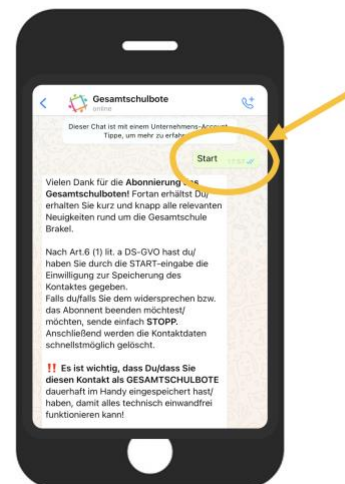 Gesamtschulbote
online
Dieser Chat ist mit einem Unternehmens-Account.
Tippe, um mehr zu
Start
Vielen Dank für die Abonnierung des
Gesamtschulboten! Fortan erhältst Du/
erhalten Sie kurz und knapp alle relevanten
Neuigkeiten rund um die Gesamtschule
Brakel.
Nach Art.6 (1) lit. a DS-GVO hast du/
haben Sie durch die START-eingabe die
Einwilligung zur Speicherung des
Kontaktes gegeben.
Falls du/falls Sie dem widersprechen bzw.
das Abonnent beenden möchtest/
möchten, sende einfach STOPP.
Anschließend werden die Kontaktdaten
schnellstmöglich gelöscht.
‼️ Es ist wichtig, dass Du/dass Sie
diesen Kontakt als GESAMTSCHULBOTE
dauerhaft im Handy eingespeichert hast/
haben, damit alles technisch einwandfrei
funktionieren kann!